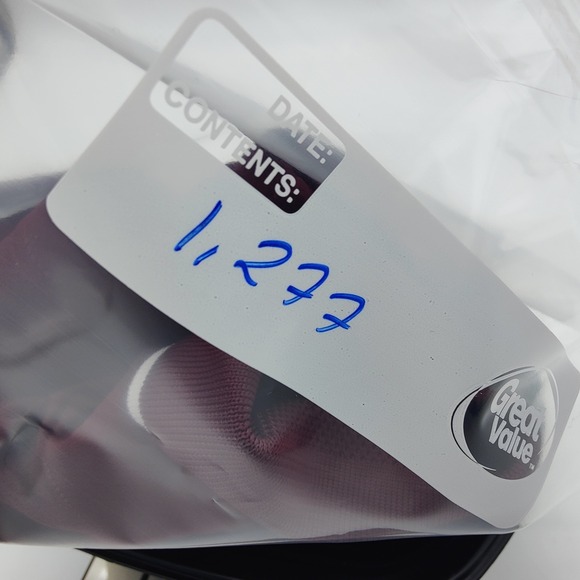 DATE:
CONTENTS:
1,277
Great
Value